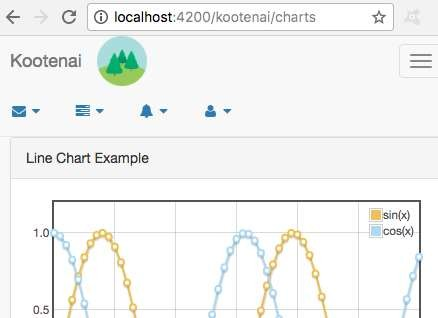 localhost:4200/kootenai/charts
Kootenai
Line Chart Example
sin(x)
cos(x)
1.0
0.5